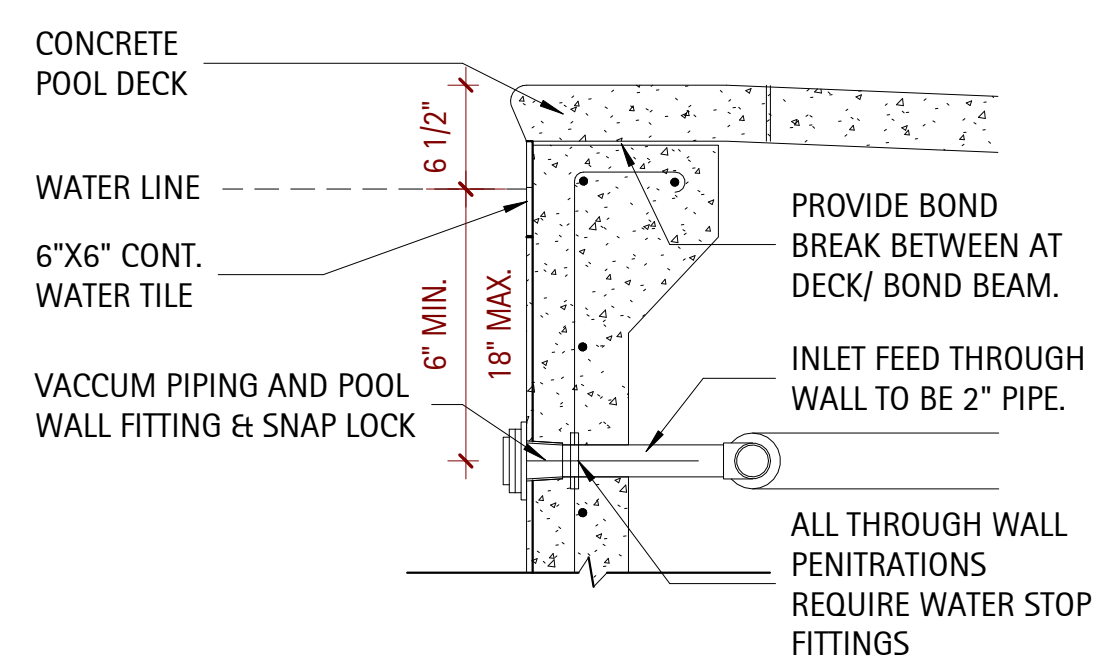 CONCRETE
POOL DECK
6 1/2"
WATER LINE
6"X6" CONT.
WATER TILE
6" MIN.
18" MAX.
VACCUM PIPING AND POOL
WALL FITTING & SNAP LOCK
PROVIDE BOND
BREAK BETWEEN AT
DECK/ BOND BEAM.
INLET FEED THROUGH
WALL TO BE 2" PIPE.
ALL THROUGH WALL
PENITRATIONS
REQUIRE WATER STOP
FITTINGS